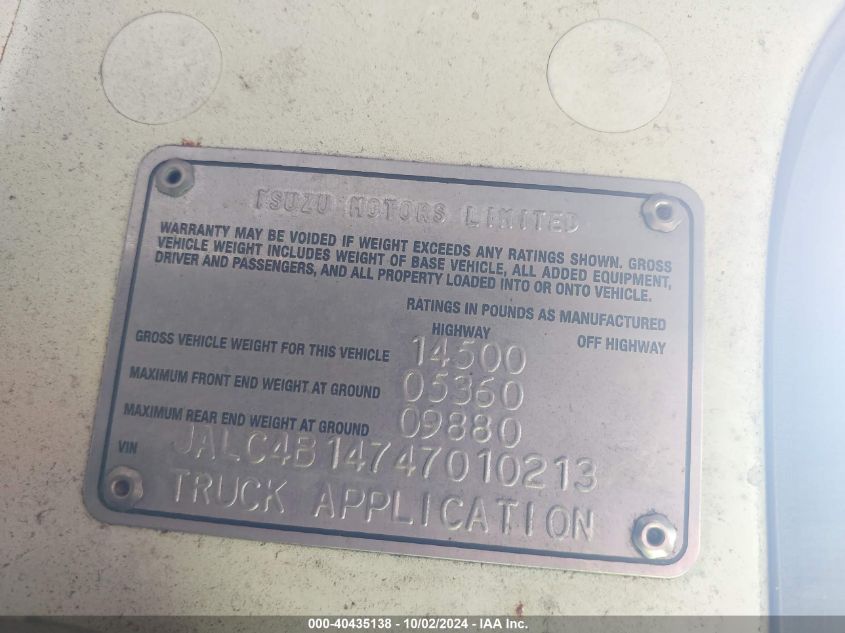 ISUZU MOTORS LIMITED
WARRANTY MAY BE VOIDED IF WEIGHT EXCEEDS ANY RATINGS SHOWN. GROSS
VEHICLE WEIGHT INCLUDES WEIGHT OF BASE VEHICLE, ALL ADDED EQUIPMENT,
DRIVER AND PASSENGERS, AND ALL PROPERTY LOADED INTO OR ONTO VEHICLE.
RATINGS IN POUNDS AS MANUFACTURED
HIGHWAY OFF HIGHWAY
GROSS VEHICLE WEIGHT FOR THIS VEHICLE 14500
MAXIMUM FRONT END WEIGHT AT GROUND 05360
MAXIMUM REAR END WEIGHT AT GROUND 09880
VIN JALC4B14747010213
TRUCK APPLICATION
000-40435138 - 10/02/2024 - IAA Inc.